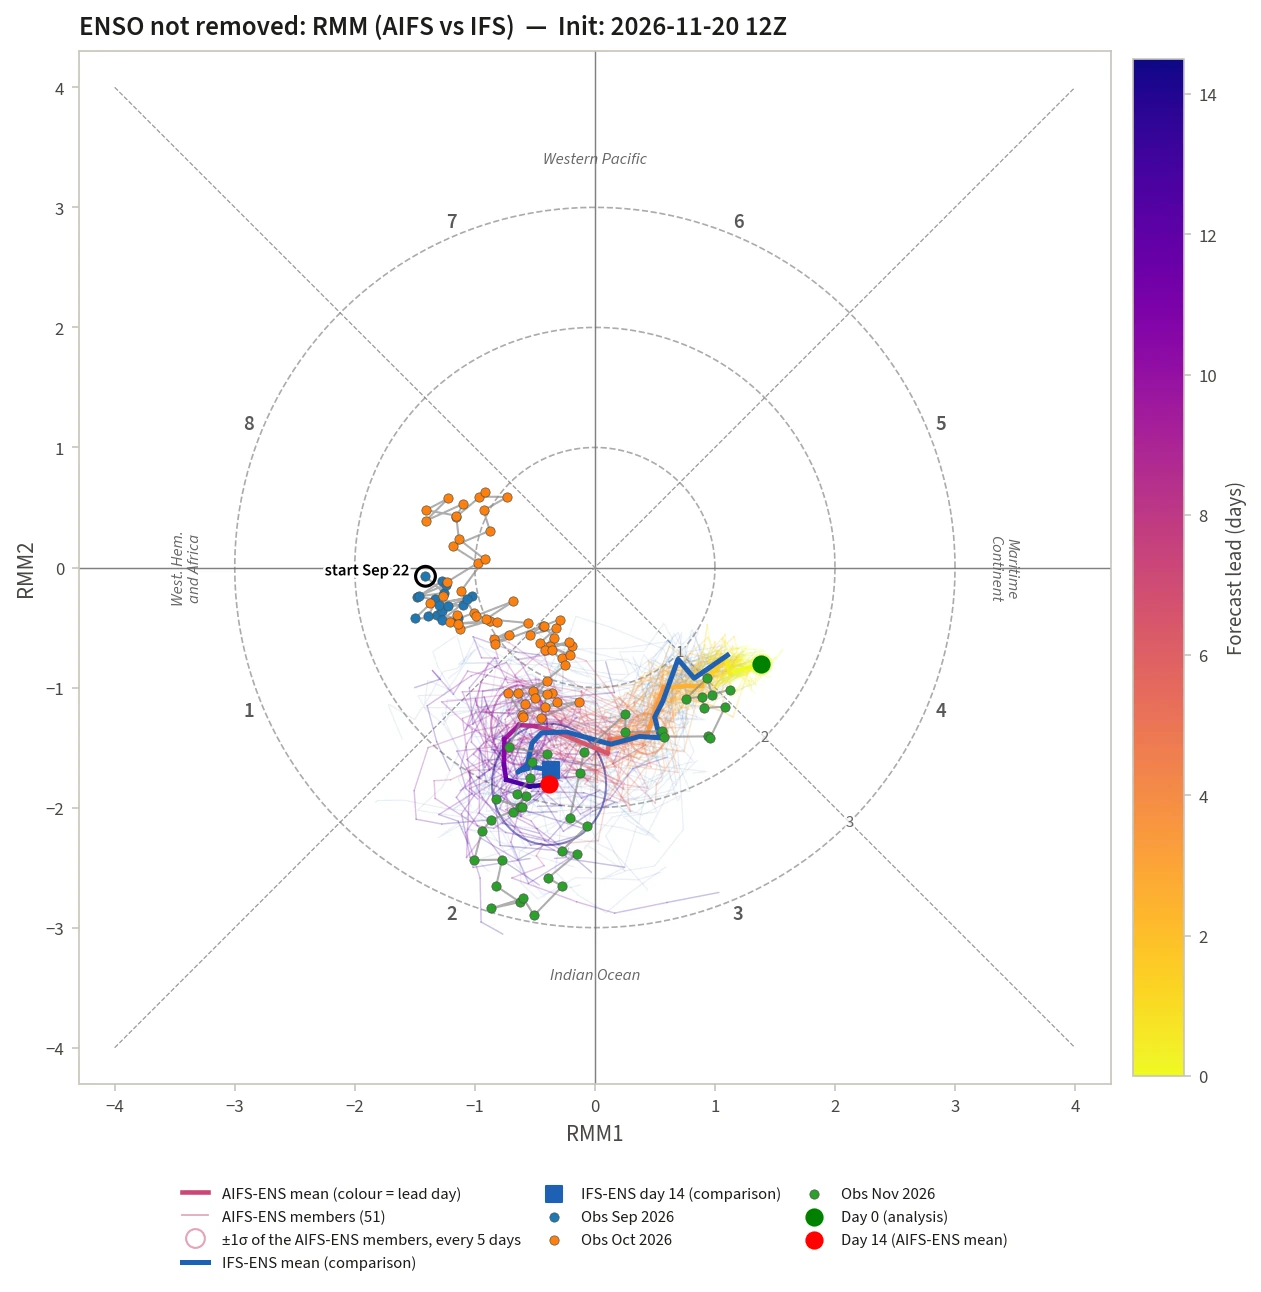 ENSO not removed: RMM (AIFS vs IFS)  —  Init: 2026-11-20 12Z
4
3
2
1
0
−1
−2
−3
−4
RMM2
Western Pacific
7
6
8
5
West. Hem.
and Africa
Maritime
Continent
start Sep 22
1
4
1
2
3
2
3
Indian Ocean
−4
−3
−2
−1
0
1
2
3
4
RMM1
14
12
10
8
6
4
2
0
Forecast lead (days)
AIFS-ENS mean (colour = lead day)
AIFS-ENS members (51)
±1σ of the AIFS-ENS members, every 5 days
IFS-ENS mean (comparison)
IFS-ENS day 14 (comparison)
Obs Sep 2026
Obs Oct 2026
Obs Nov 2026
Day 0 (analysis)
Day 14 (AIFS-ENS mean)